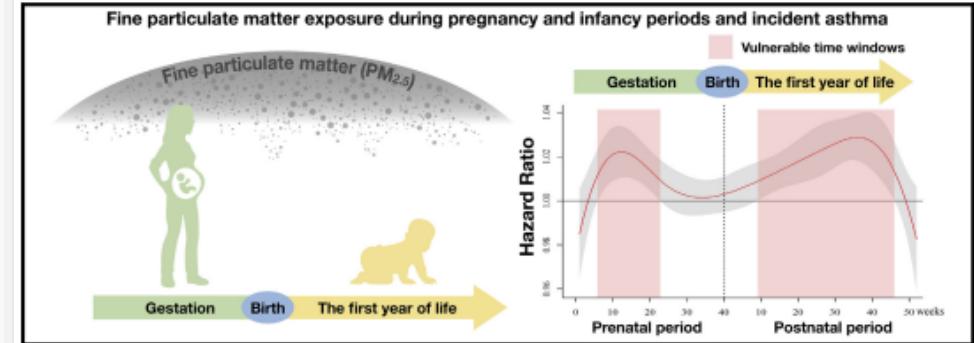 Fine particulate matter exposure during pregnancy and infancy periods and incident asthma
Fine particulate matter (PM2.5)
Gestation
Birth
The first year of life
Vulnerable time windows
Gestation
Birth
The first year of life
Hazard Ratio
1.04
1.02
1.00
0.98
0.96
0 10 20 30 40 10 20 30 40 50 weeks
Prenatal period
Postnatal period